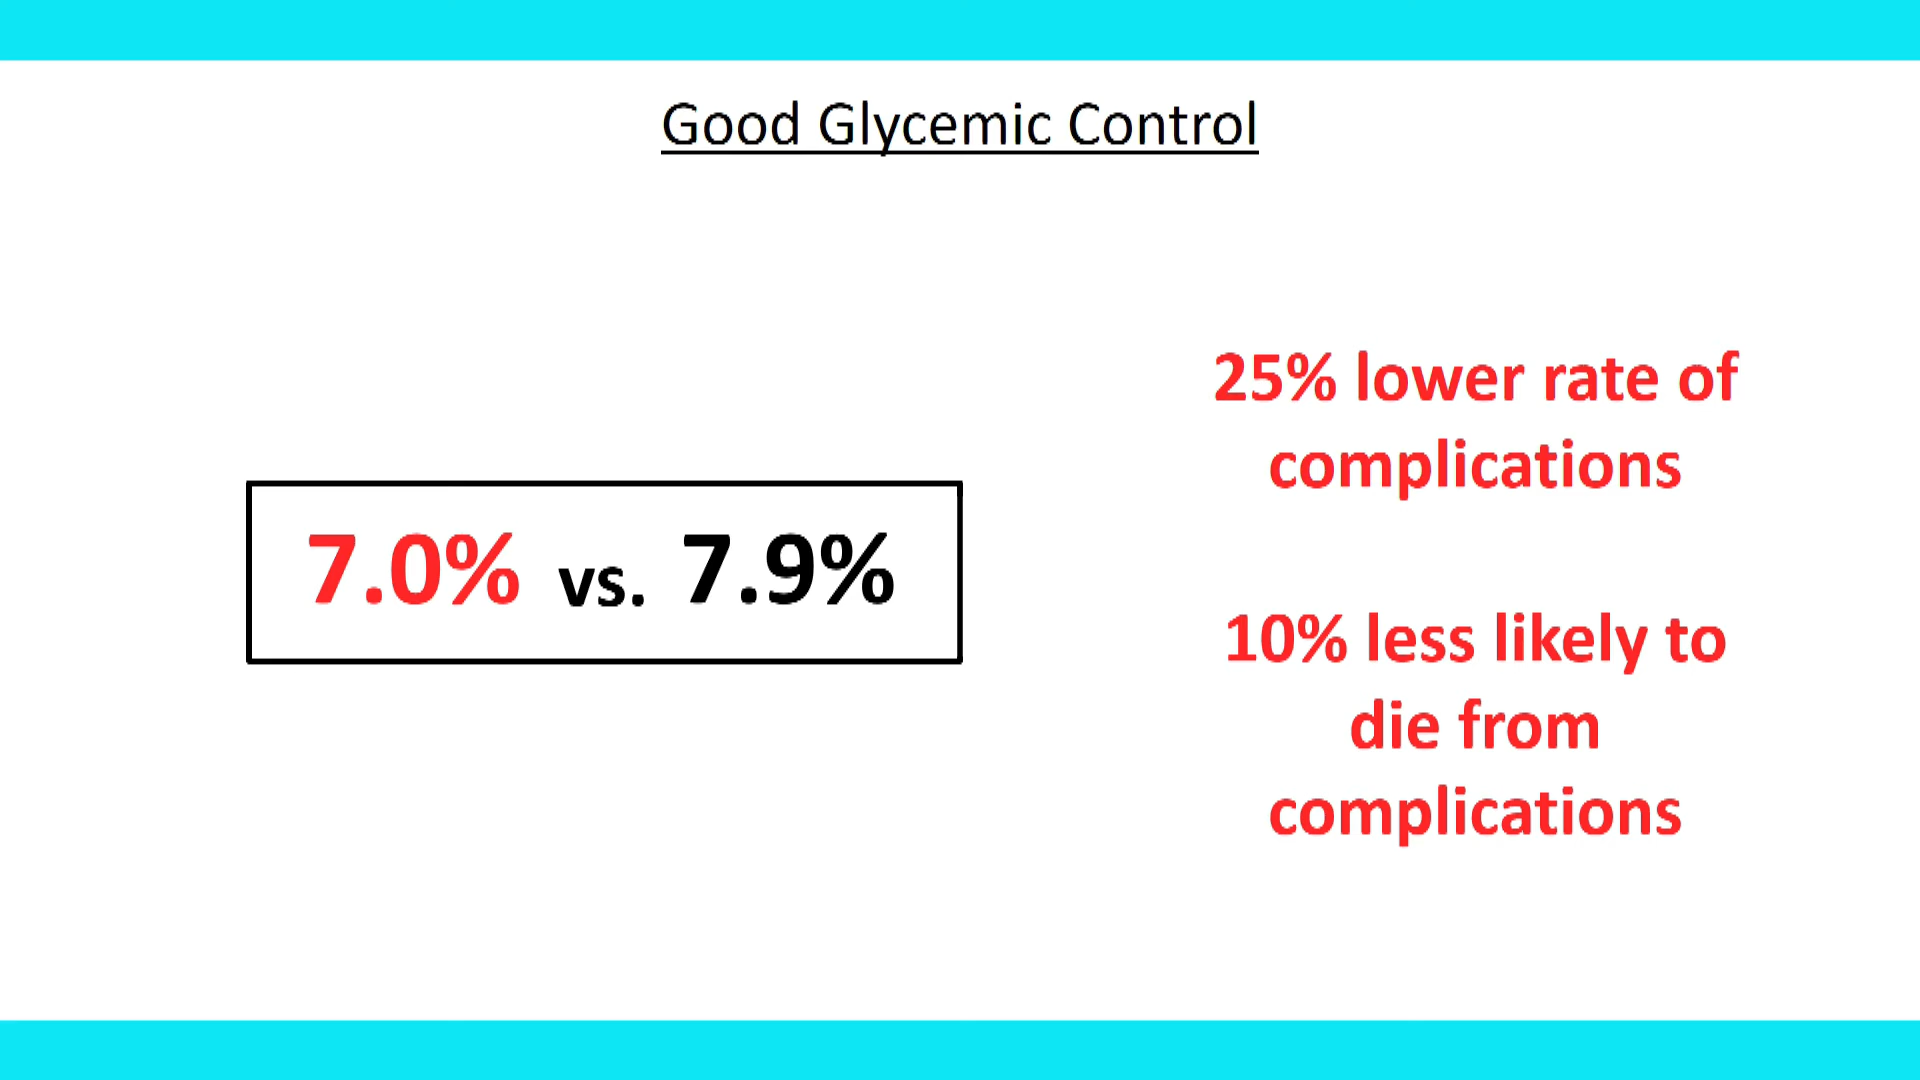 Good Glycemic Control
7.0% vs. 7.9%
25% lower rate of
complications
10% less likely to
die from
complications